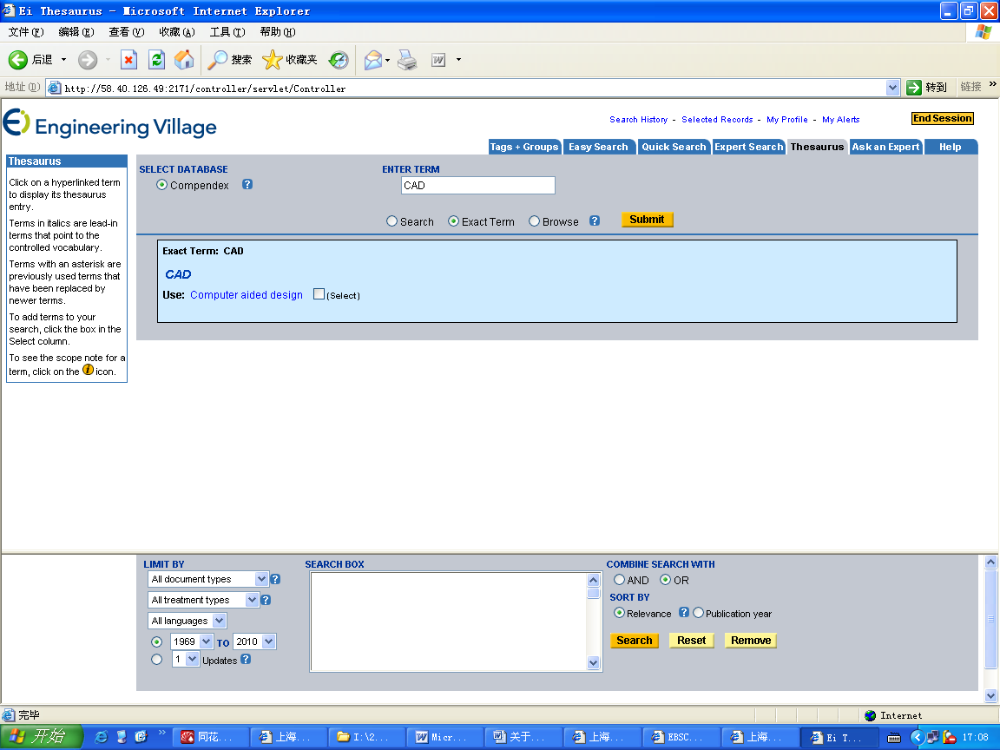 Ei Thesaurus - Microsoft Internet Explorer
文件(F) 编辑(E) 查看(V) 收藏(A) 工具(T) 帮助(H)
后退 搜索 收藏夹
地址(D) http://58.40.126.49:2171/controller/servlet/Controller 转到 链接 »
Engineering Village
Search History - Selected Records - My Profile - My Alerts
End Session
Tags + Groups Easy Search Quick Search Expert Search Thesaurus Ask an Expert Help
Thesaurus
Click on a hyperlinked term
to display its thesaurus
entry.
Terms in italics are lead-in
terms that point to the
controlled vocabulary.
Terms with an asterisk are
previously used terms that
have been replaced by
newer terms.
To add terms to your
search, click the box in the
Select column.
To see the scope note for a
term, click on the i icon.
SELECT DATABASE
Compendex ?
ENTER TERM
CAD
Search Exact Term Browse ? Submit
Exact Term: CAD
CAD
Use: Computer aided design (Select)
LIMIT BY
All document types ?
All treatment types ?
All languages
1969 TO 2010
1 Updates ?
SEARCH BOX
COMBINE SEARCH WITH
AND OR
SORT BY
Relevance ? Publication year
Search Reset Remove
完毕 Internet
开始 » 同花... 上海... I:\2... Micr... 关于... 上海... EBSC... 上海... Ei T... 17:08